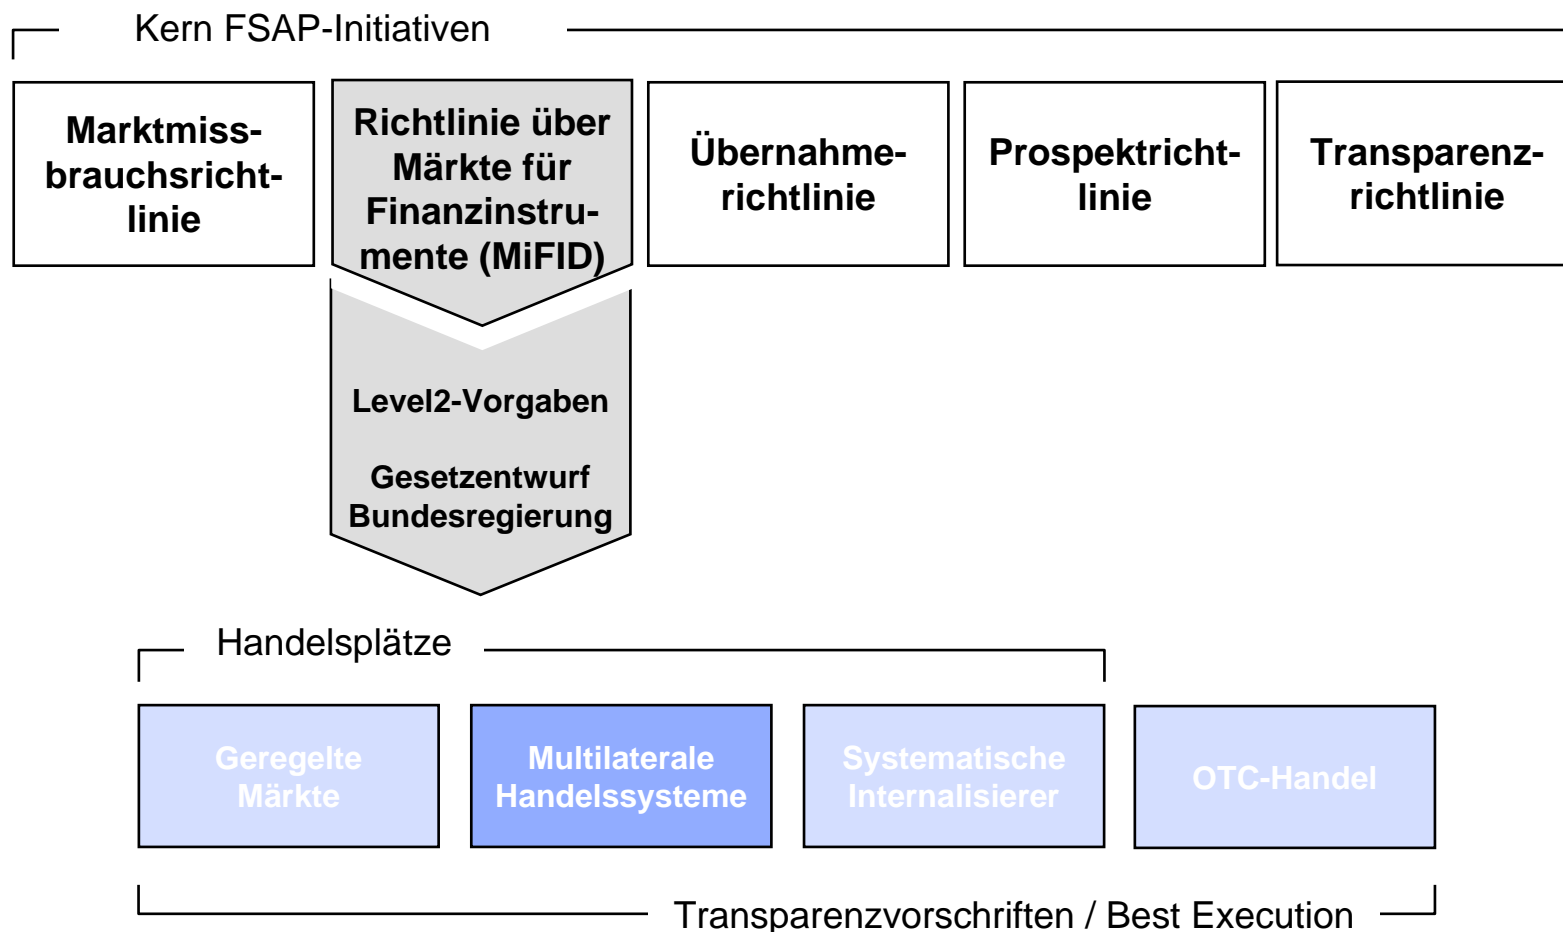 Kern FSAP-Initiativen
Marktmiss-
brauchsricht-
linie
Richtlinie über
Märkte für
Finanzinstru-
mente (MiFID)
Übernahme-
richtlinie
Prospektricht-
linie
Transparenz-
richtlinie
Level2-Vorgaben
Gesetzentwurf
Bundesregierung
Handelsplätze
Geregelte
Märkte
Multilaterale
Handelssysteme
Systematische
Internalisierer
OTC-Handel
Transparenzvorschriften / Best Execution